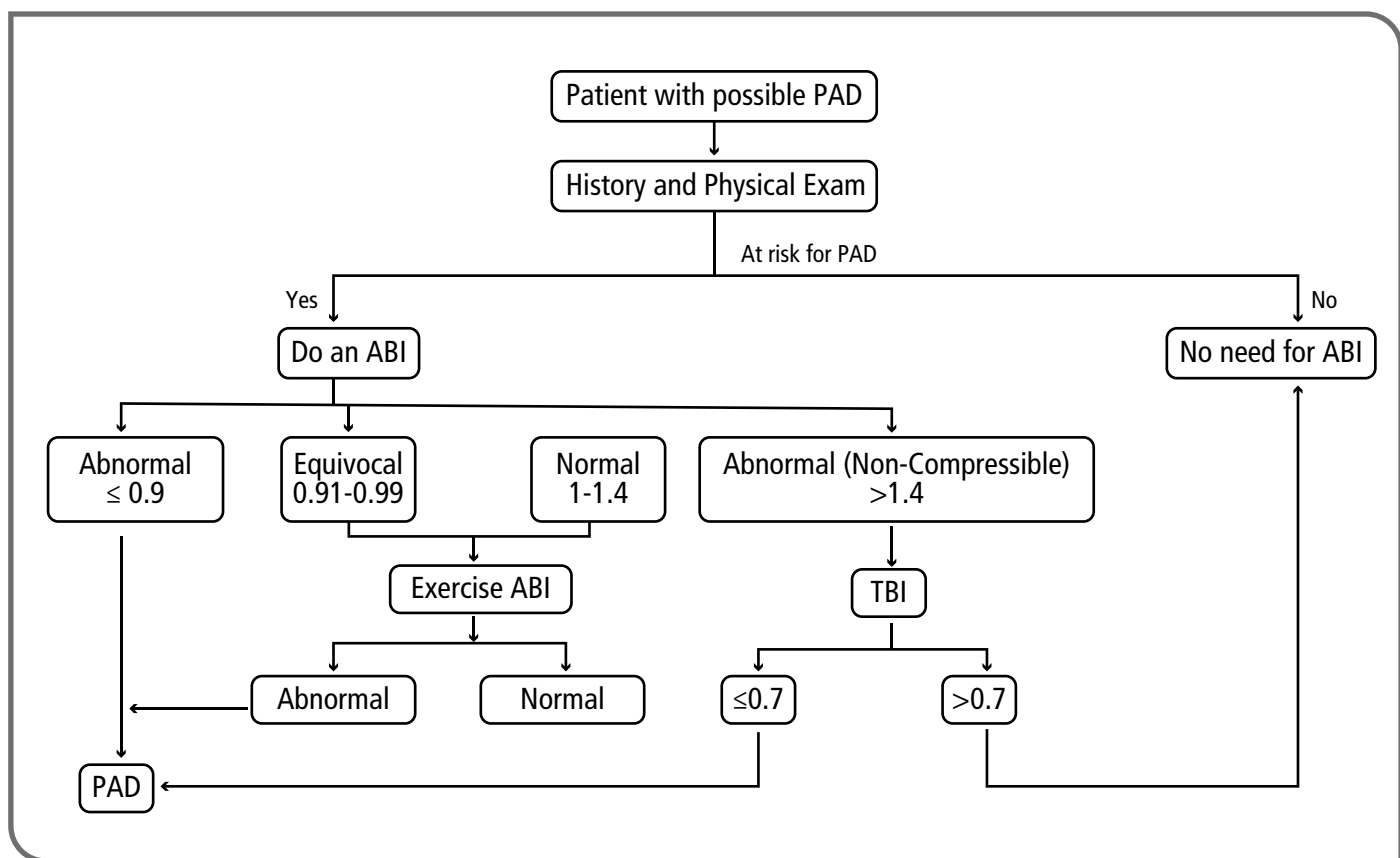 Patient with possible PAD
History and Physical Exam
At risk for PAD
Yes
No
Do an ABI
No need for ABI
Abnormal
≤ 0.9
Equivocal
0.91-0.99
Normal
1-1.4
Abnormal (Non-Compressible)
>1.4
Exercise ABI
TBI
Abnormal
Normal
≤0.7
>0.7
PAD